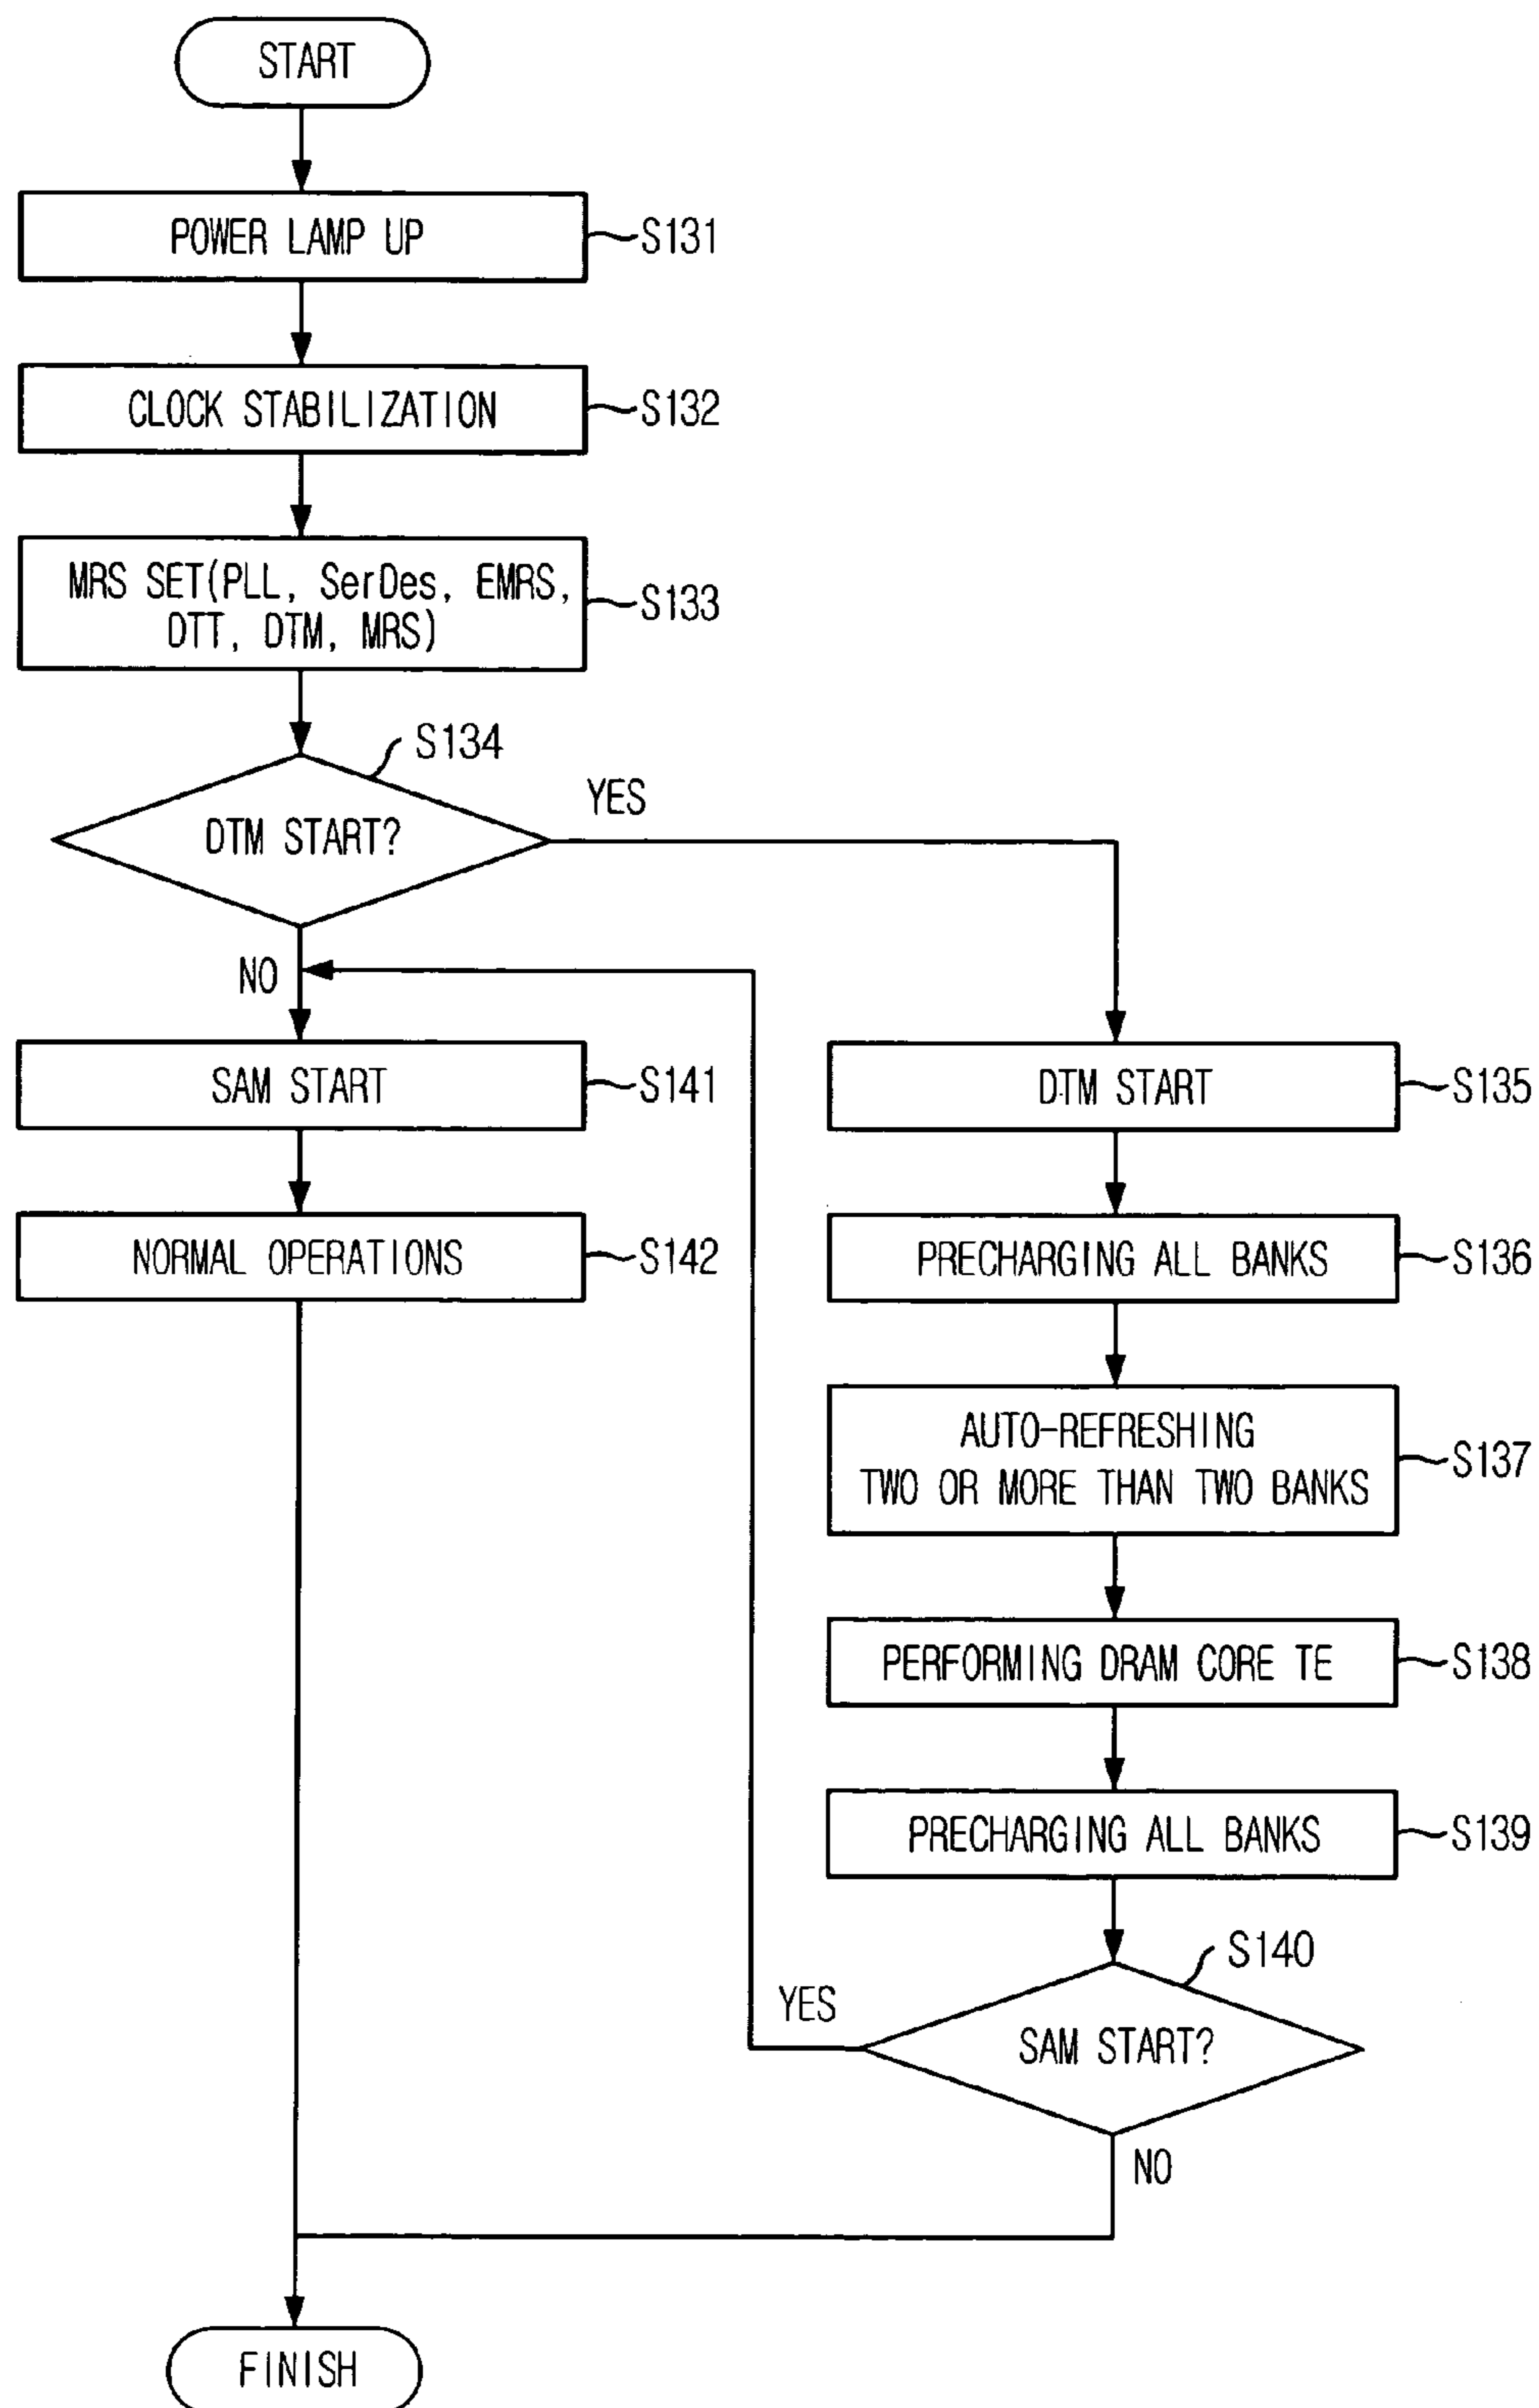 START
POWER LAMP UP
S131
CLOCK STABILIZATION
S132
MRS SET(PLL, SerDes, EMRS,
DTT, DTM, MRS)
S133
S134
DTM START?
YES
NO
SAM START
S141
NORMAL OPERATIONS
S142
DTM START
S135
PRECHARGING ALL BANKS
S136
AUTO-REFRESHING
TWO OR MORE THAN TWO BANKS
S137
PERFORMING DRAM CORE TE
S138
PRECHARGING ALL BANKS
S139
S140
SAM START?
YES
NO
FINISH